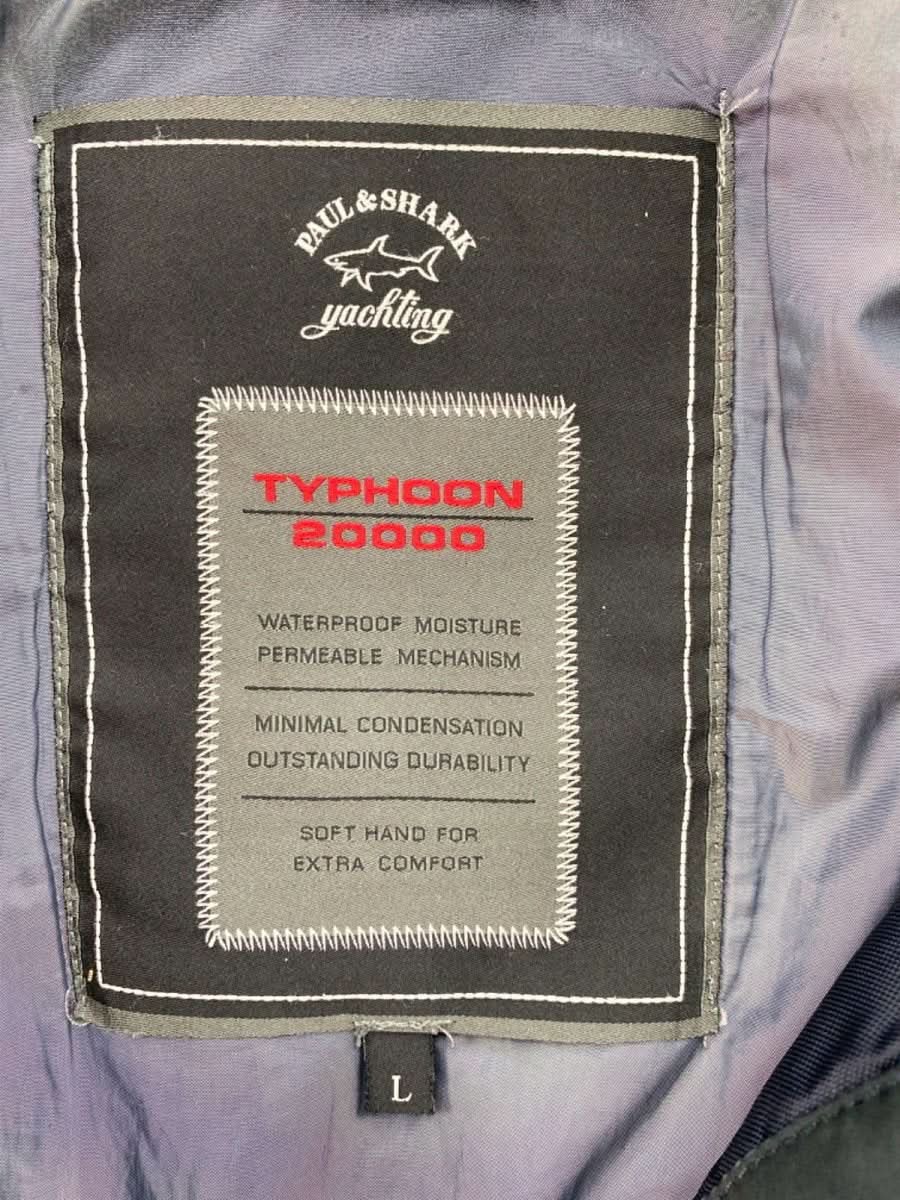 PAUL & SHARK
yachting
TYPHOON
20000
WATERPROOF MOISTURE
PERMEABLE MECHANISM
MINIMAL CONDENSATION
OUTSTANDING DURABILITY
SOFT HAND FOR
EXTRA COMFORT
L